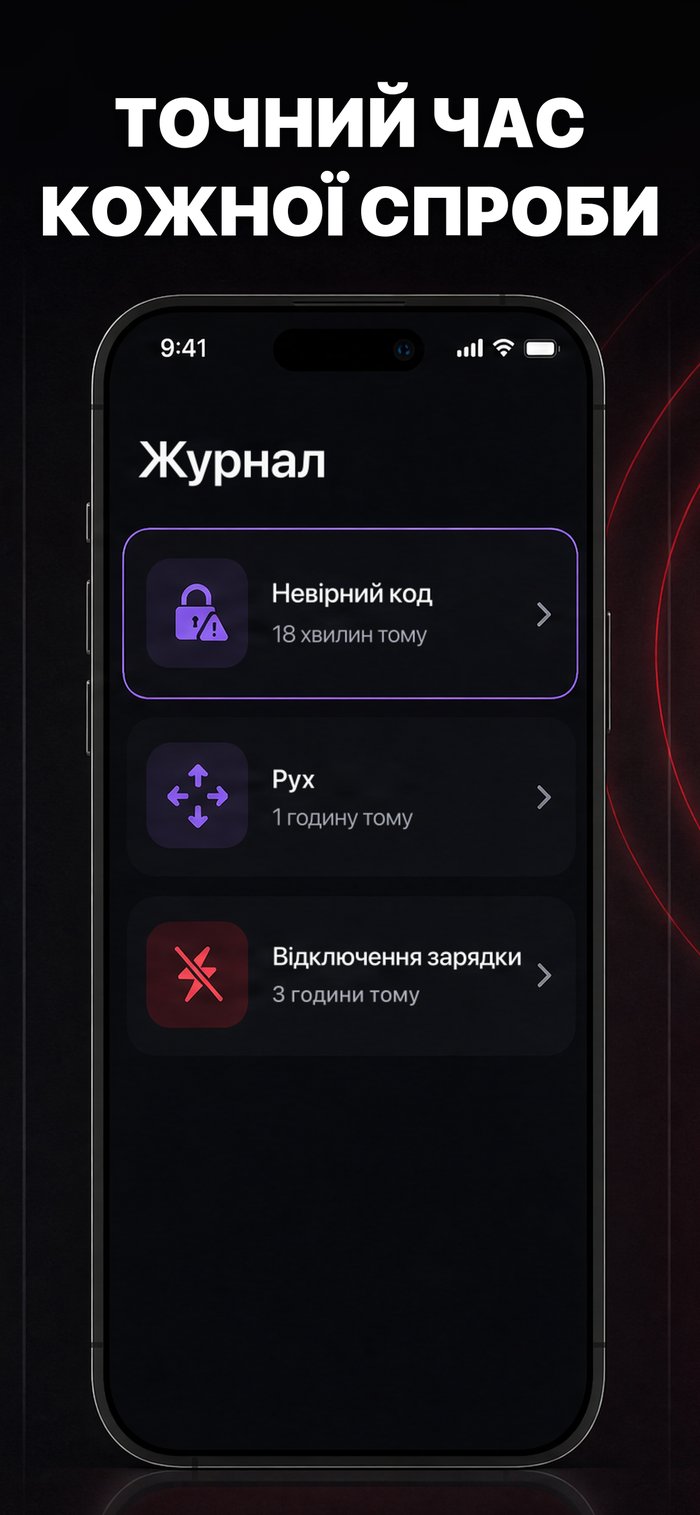 ТОЧНИЙ ЧАС
КОЖНОЇ СПРОБИ
9:41
Журнал
Невірний код
18 хвилин тому
Рух
1 годину тому
Відключення зарядки
3 години тому